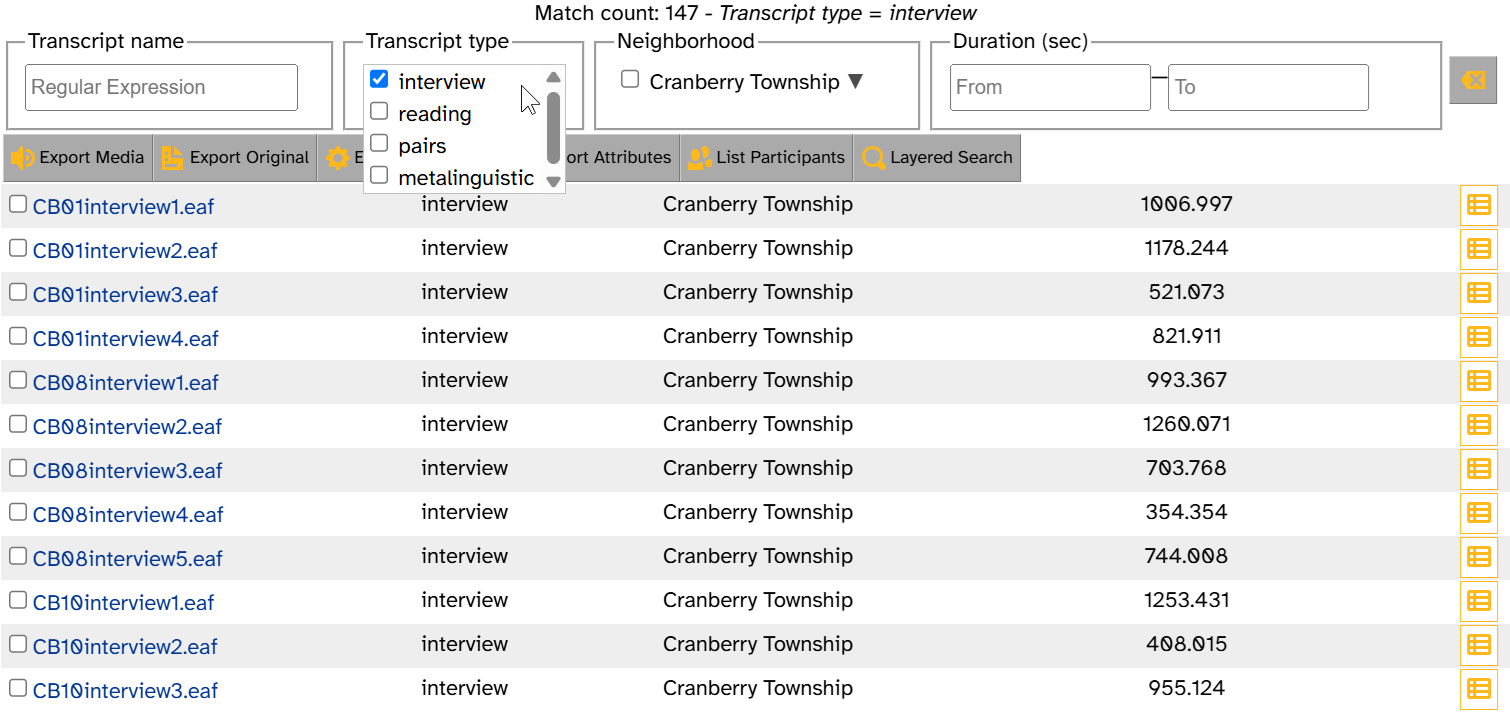 Match count: 147 - Transcript type = interview
Transcript name Transcript type Neighborhood Duration (sec)
Regular Expression interview Cranberry Township ▼ From — To
reading
pairs
metalinguistic
Export Media Export Original E ort Attributes List Participants Layered Search
CB01interview1.eaf interview Cranberry Township 1006.997
CB01interview2.eaf interview Cranberry Township 1178.244
CB01interview3.eaf interview Cranberry Township 521.073
CB01interview4.eaf interview Cranberry Township 821.911
CB08interview1.eaf interview Cranberry Township 993.367
CB08interview2.eaf interview Cranberry Township 1260.071
CB08interview3.eaf interview Cranberry Township 703.768
CB08interview4.eaf interview Cranberry Township 354.354
CB08interview5.eaf interview Cranberry Township 744.008
CB10interview1.eaf interview Cranberry Township 1253.431
CB10interview2.eaf interview Cranberry Township 408.015
CB10interview3.eaf interview Cranberry Township 955.124